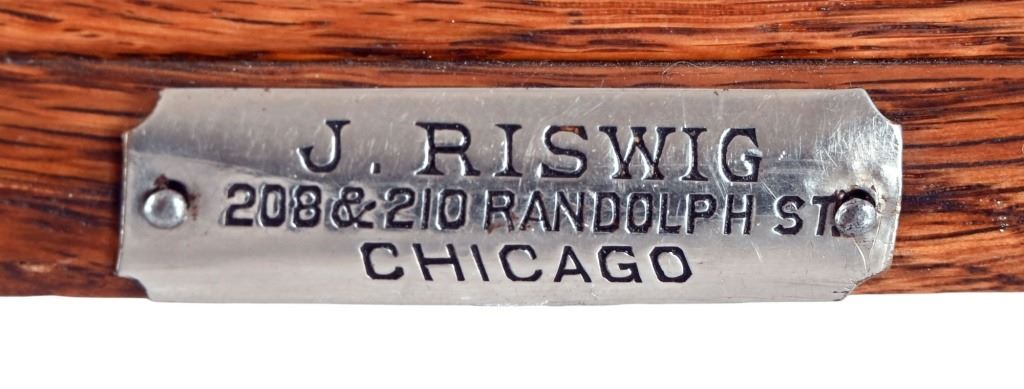 J. RISWIG
208 & 210 RANDOLPH ST.
CHICAGO